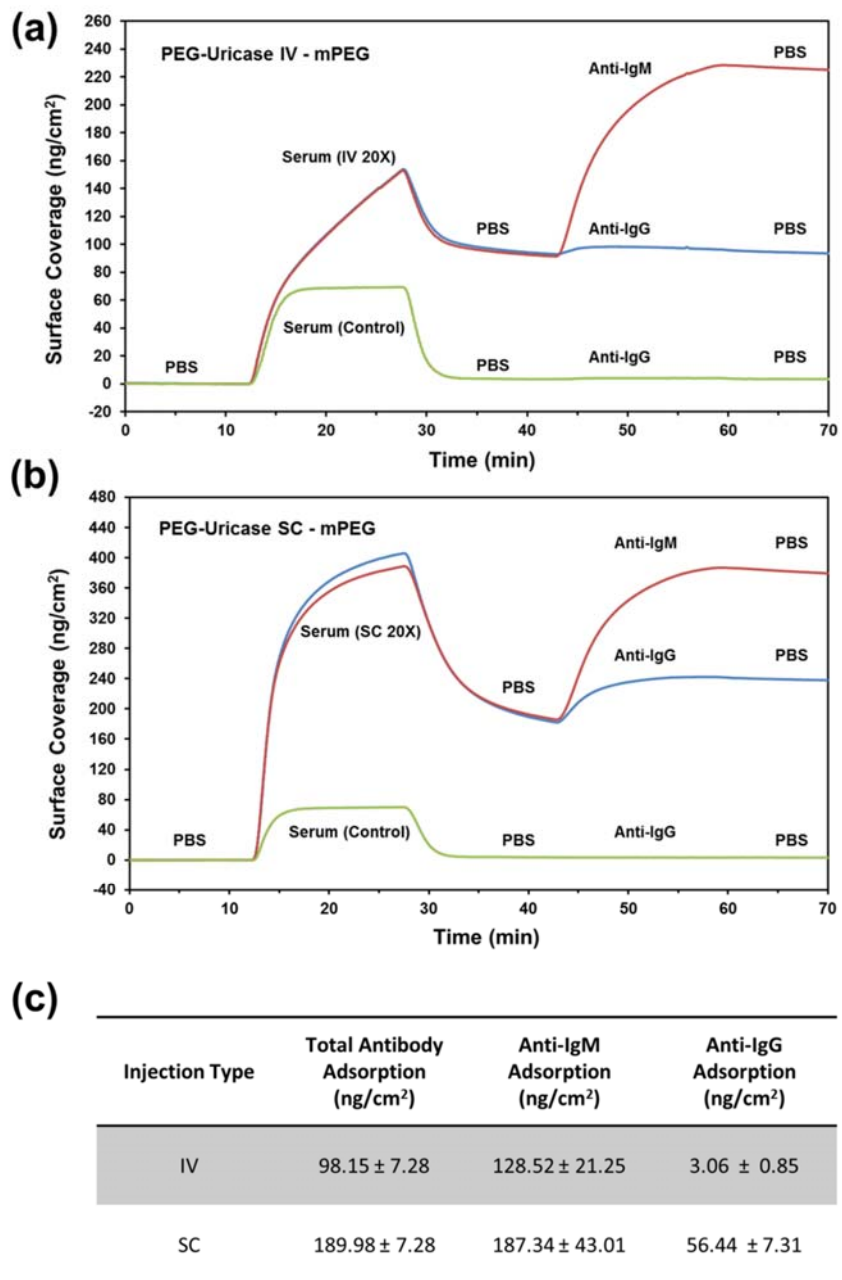 (a)
PEG-Uricase IV - mPEG
Surface Coverage (ng/cm²)
260
240
220
200
180
160
140
120
100
80
60
40
20
0
-20
PBS
Serum (IV 20X)
Serum (Control)
PBS
PBS
Anti-IgM
Anti-IgG
Anti-IgG
PBS
PBS
PBS
0 10 20 30 40 50 60 70
Time (min)
(b)
PEG-Uricase SC - mPEG
Surface Coverage (ng/cm²)
480
440
400
360
320
280
240
200
160
120
80
40
0
-40
PBS
Serum (SC 20X)
Serum (Control)
PBS
PBS
Anti-IgM
Anti-IgG
Anti-IgG
PBS
PBS
PBS
0 10 20 30 40 50 60 70
Time (min)
(c)
Injection Type
Total Antibody
Adsorption
(ng/cm²)
Anti-IgM
Adsorption
(ng/cm²)
Anti-IgG
Adsorption
(ng/cm²)
IV 98.15 ± 7.28 128.52 ± 21.25 3.06 ± 0.85
SC 189.98 ± 7.28 187.34 ± 43.01 56.44 ± 7.31